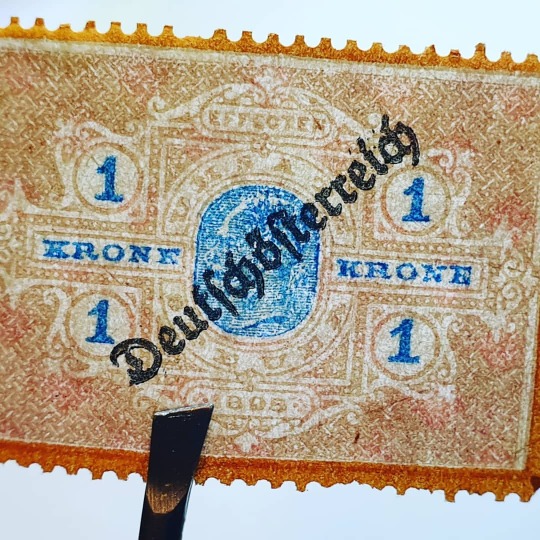 EFFECTEN
1 1
KRONE KRONE
Deutschösterreich
1 1